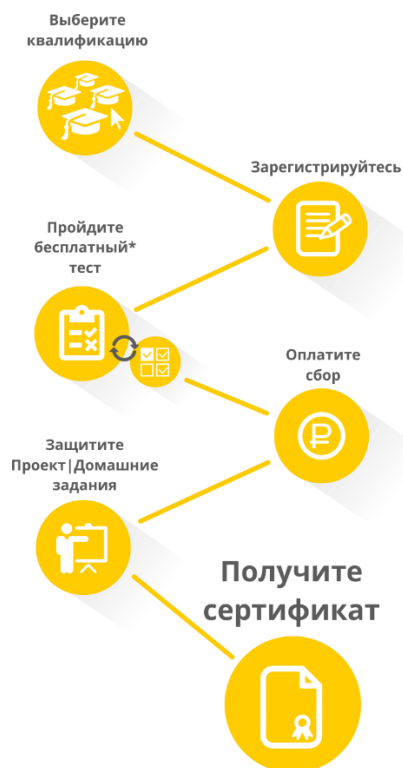 Выберите
квалификацию
Зарегистрируйтесь
Пройдите
бесплатный*
тест
Оплатите
сбор
Защитите
Проект|Домашние
задания
Получите
сертификат